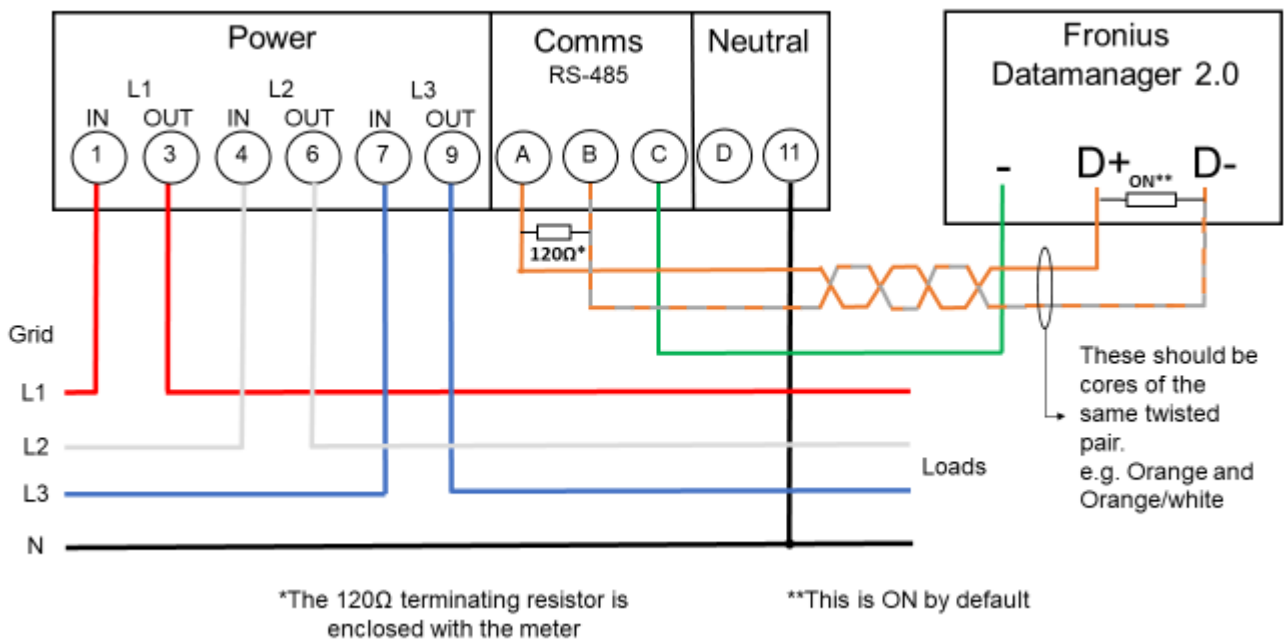 Power
Comms
RS-485
Neutral
Fronius
Datamanager 2.0
L1
L2
L3
IN
OUT
IN
OUT
IN
OUT
1
3
4
6
7
9
A
B
C
D
11
-
D+
D-
ON**
120Ω*
Grid
L1
L2
L3
N
Loads
These should be
cores of the
same twisted
pair.
e.g. Orange and
Orange/white
*The 120Ω terminating resistor is
enclosed with the meter
**This is ON by default